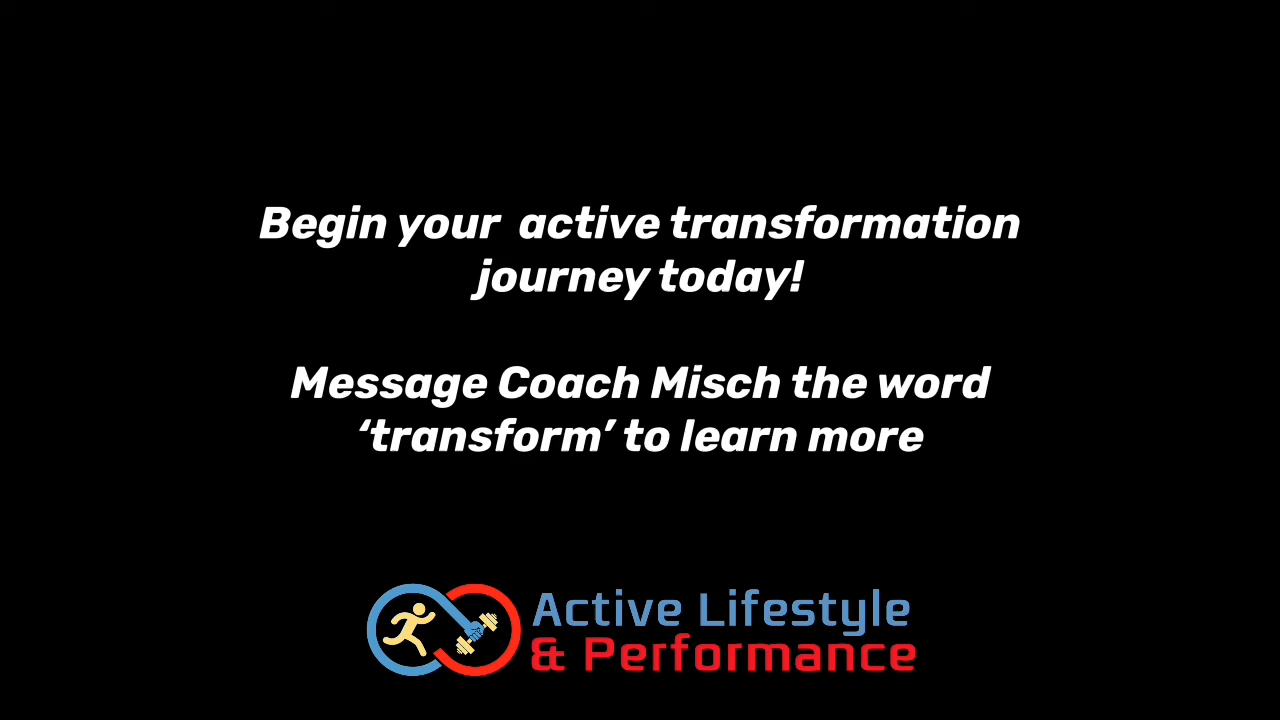 Begin your  active transformation
journey today!
Message Coach Misch the word
‘transform’ to learn more
Active Lifestyle
& Performance